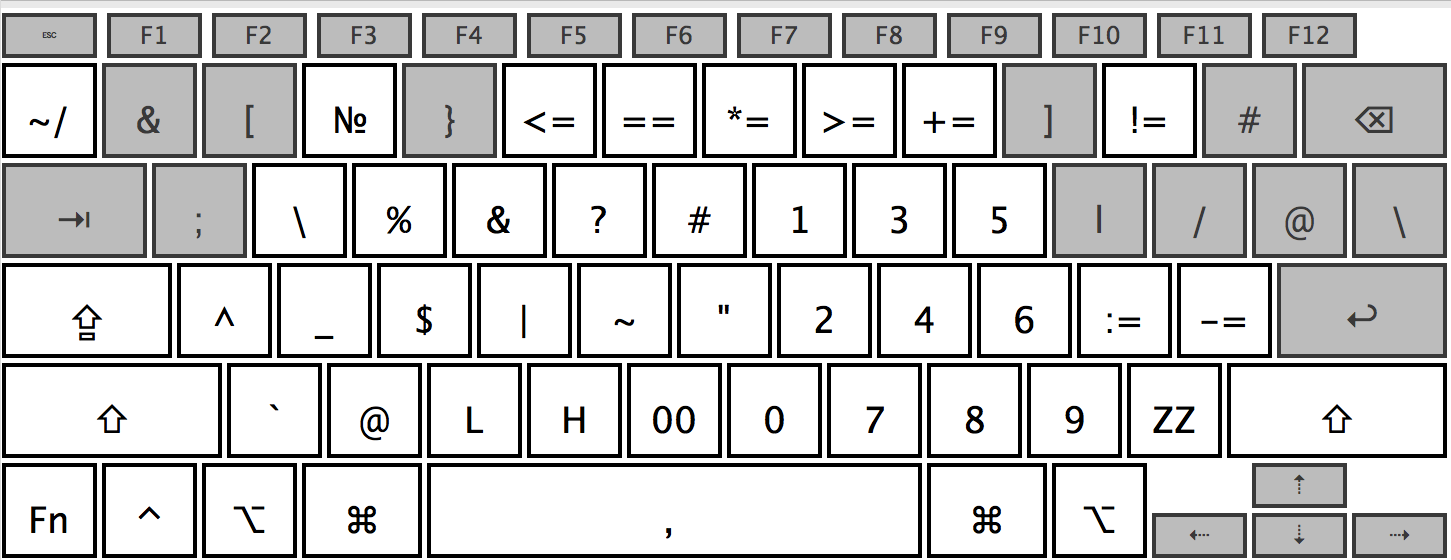 ESC F1 F2 F3 F4 F5 F6 F7 F8 F9 F10 F11 F12
~/ & [ № } <= == *= >= += ] != # ⌫
⇥ ; \ % & ? # 1 3 5 | / @ \
⇪ ^ _ $ | ~ " 2 4 6 := -= ↩
⇧ ` @ L H 00 0 7 8 9 ZZ ⇧
Fn ^ ⌥ ⌘ , ⌘ ⌥ ⇠ ⇡ ⇣ ⇢